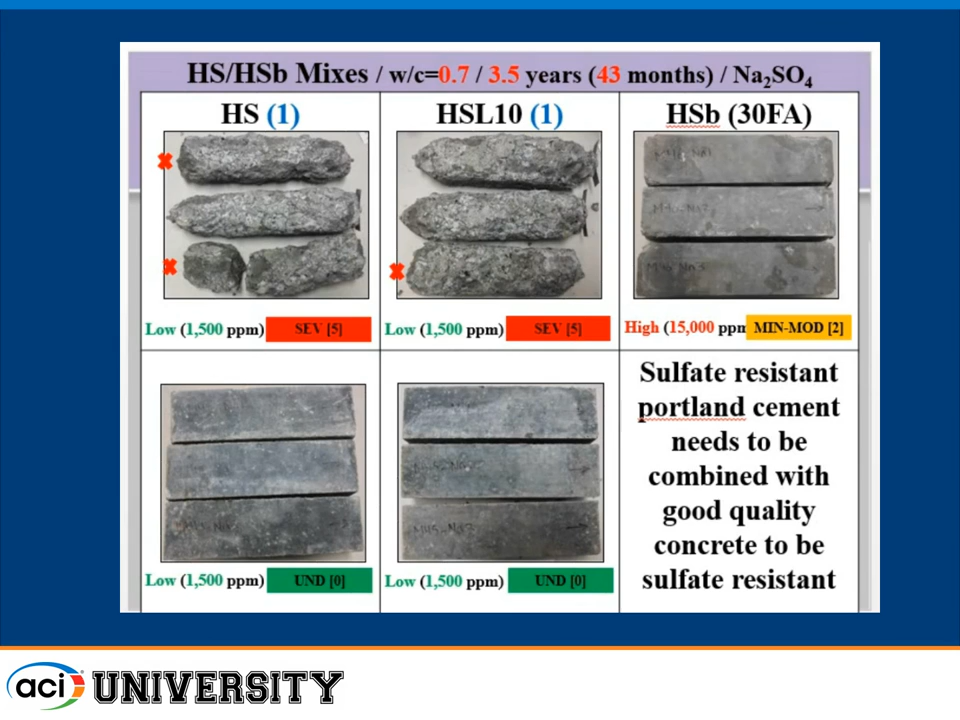 HS/HSb Mixes / w/c=0.7 / 3.5 years (43 months) / Na₂SO₄
HS (1)
HSL10 (1)
HSb (30FA)
Low (1,500 ppm) SEV [5]
Low (1,500 ppm) SEV [5]
High (15,000 ppm MIN-MOD [2]
Low (1,500 ppm) UND [0]
Low (1,500 ppm) UND [0]
Sulfate resistant
portland cement
needs to be
combined with
good quality
concrete to be
sulfate resistant
aci UNIVERSITY